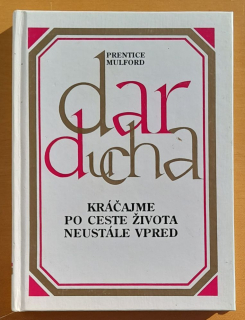 PRENTICE
MULFORD
dar
ducha
KRÁČAJME
PO CESTE ŽIVOTA
NEUSTÁLE VPRED